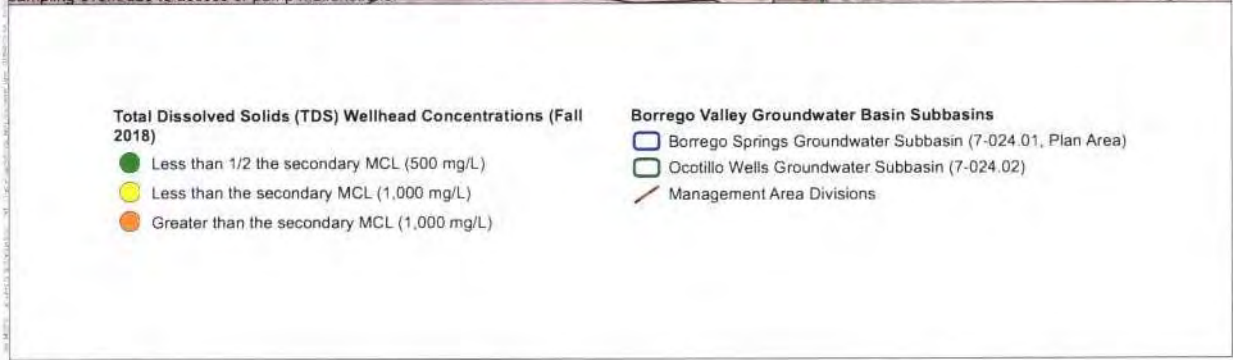 Total Dissolved Solids (TDS) Wellhead Concentrations (Fall
2018)
Less than 1/2 the secondary MCL (500 mg/L)
Less than the secondary MCL (1,000 mg/L)
Greater than the secondary MCL (1,000 mg/L)
Borrego Valley Groundwater Basin Subbasins
Borrego Springs Groundwater Subbasin (7-024.01, Plan Area)
Ocotillo Wells Groundwater Subbasin (7-024.02)
Management Area Divisions